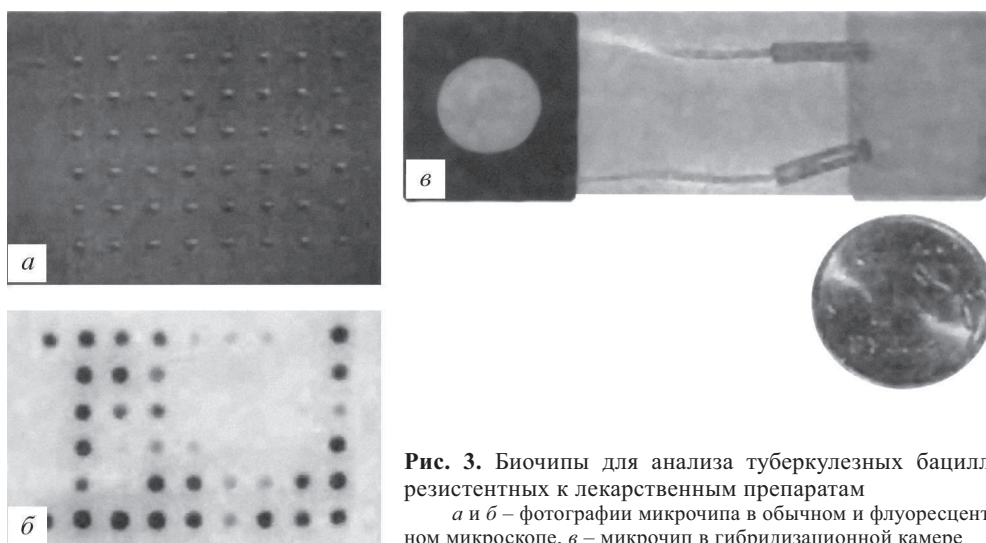 а
в
б
Рис. 3. Биочипы для анализа туберкулезных бацилл
резистентных к лекарственным препаратам
а и б – фотографии микрочипа в обычном и флуоресцент
ном микроскопе, в – микрочип в гибридизационной камере